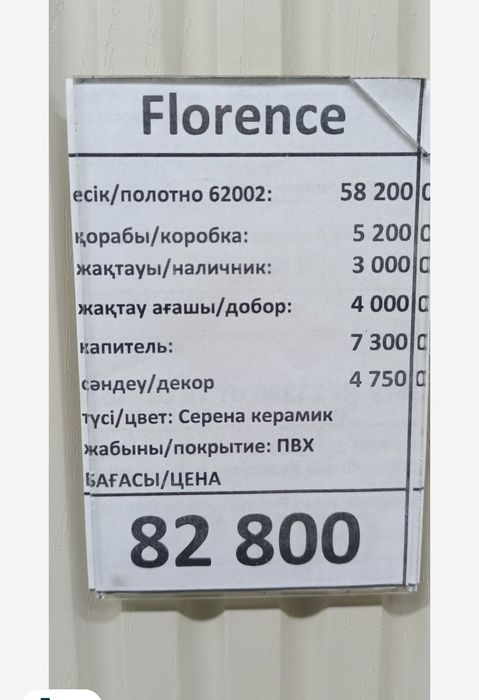 Florence
есік/полотно 62002: 58 200
қорабы/коробка: 5 200
жақтауы/наличник: 3 000
жақтау ағашы/добор: 4 000
капитель: 7 300
сәндеу/декор 4 750
түсі/цвет: Серена керамик
жабыны/покрытие: ПВХ
БАҒАСЫ/ЦЕНА
82 800